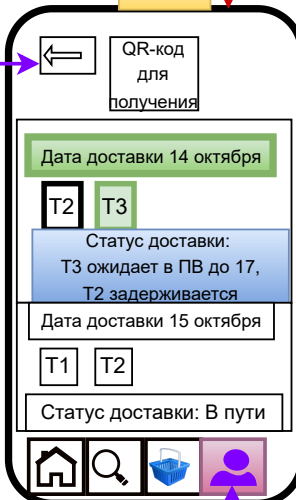 QR-код
для
получения
Дата доставки 14 октября
Т2 Т3
Статус доставки:
Т3 ожидает в ПВ до 17,
Т2 задерживается
Дата доставки 15 октября
Т1 Т2
Статус доставки: В пути